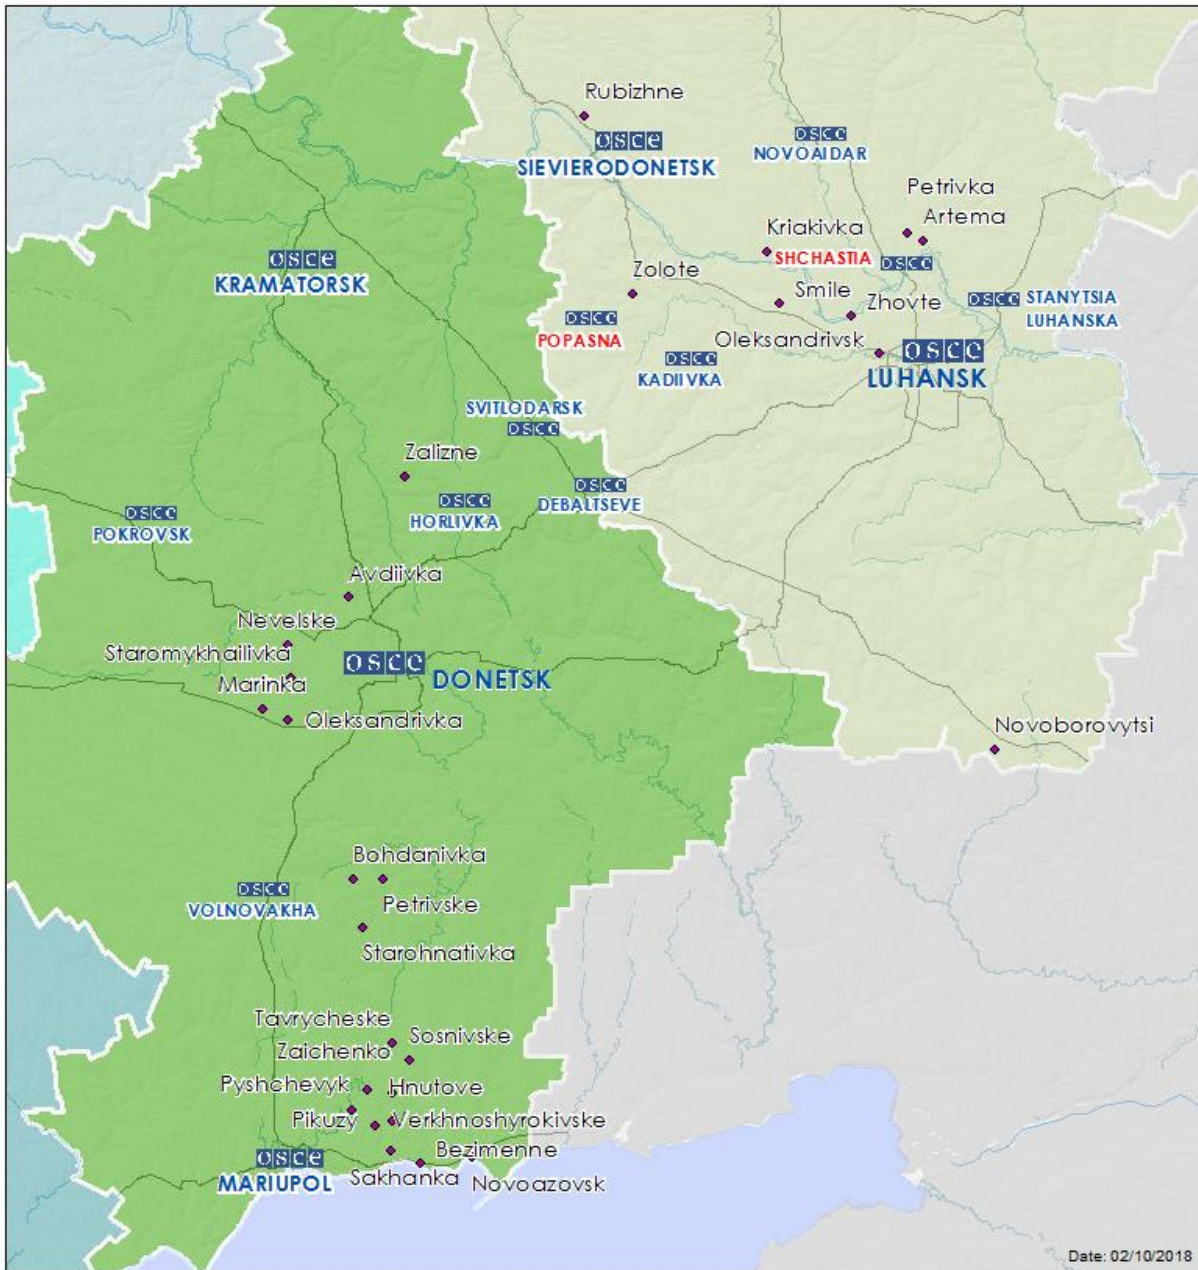 Rubizhne
OSCE
SIEVIERODONETSK
OSCE
NOVOAIDAR
Petrivka
Artema
Kriakivka
SHCHASTIA
OSCE
OSCE
KRAMATORSK
Zolote
Smile
Zhovte
OSCE
STANYTSIA
LUHANSKA
OSCE
POPASNA
Oleksandrivsk
OSCE
LUHANSK
OSCE
KADIIVKA
SVITLODARSK
OSCE
Zalizne
OSCE
HORLIVKA
OSCE
DEBALTSEVE
OSCE
POKROVSK
Avdiivka
Nevelske
Staromykhailivka
OSCE
DONETSK
Marinka
Oleksandrivka
Novoborovytsi
Bohdanivka
OSCE
VOLNOVAKHA
Petrivske
Starohnativka
Tavrycheske
Sosnivske
Zaichenko
Pyshchevyk
Hnutove
Pikuzy
Verkhnoshyrokivske
OSCE
MARIUPOL
Bezimenne
Sakhanka
Novoazovsk
Date: 02/10/2018